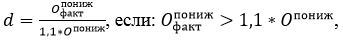 d = O факт пониж / 1,1*O пониж, если: O факт пониж > 1,1 * O пониж,